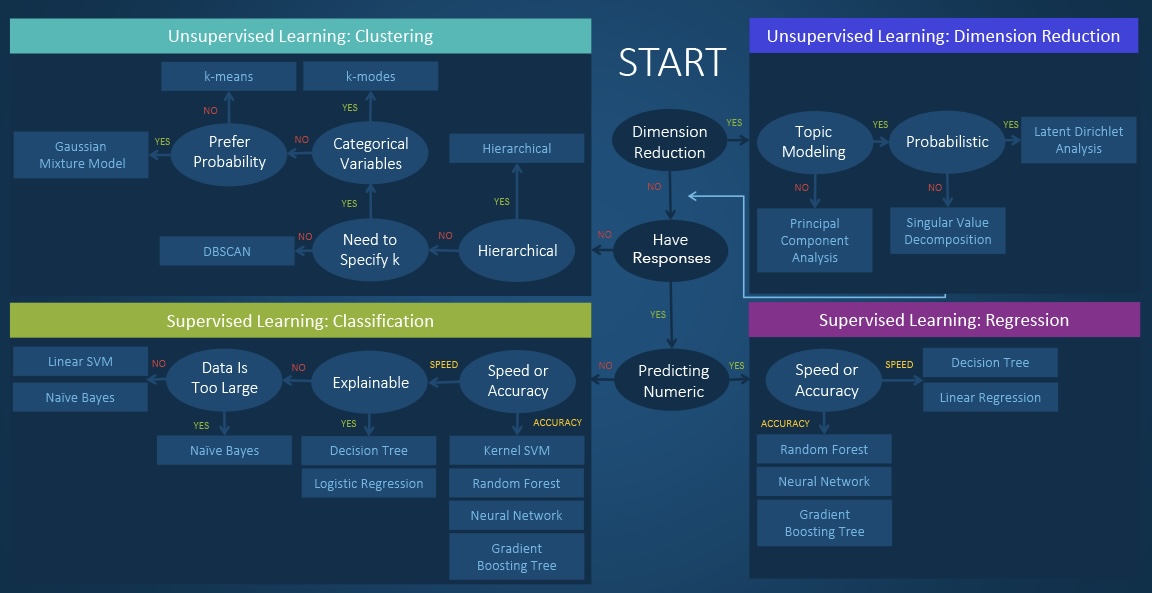 Unsupervised Learning: Clustering
k-means
k-modes
NO
YES
Gaussian
Mixture Model
YES
Prefer
Probability
NO
Categorical
Variables
Hierarchical
YES
YES
DBSCAN
NO
Need to
Specify k
NO
Hierarchical
START
Dimension
Reduction
YES
NO
NO
Have
Responses
YES
NO
Predicting
Numeric
YES
Unsupervised Learning: Dimension Reduction
Topic
Modeling
YES
Probabilistic
YES
Latent Dirichlet
Analysis
NO
NO
Principal
Component
Analysis
Singular Value
Decomposition
Supervised Learning: Classification
Linear SVM
Naïve Bayes
NO
Data Is
Too Large
NO
Explainable
SPEED
Speed or
Accuracy
YES
YES
ACCURACY
Naïve Bayes
Decision Tree
Logistic Regression
Kernel SVM
Random Forest
Neural Network
Gradient
Boosting Tree
Supervised Learning: Regression
Speed or
Accuracy
SPEED
Decision Tree
Linear Regression
ACCURACY
Random Forest
Neural Network
Gradient
Boosting Tree